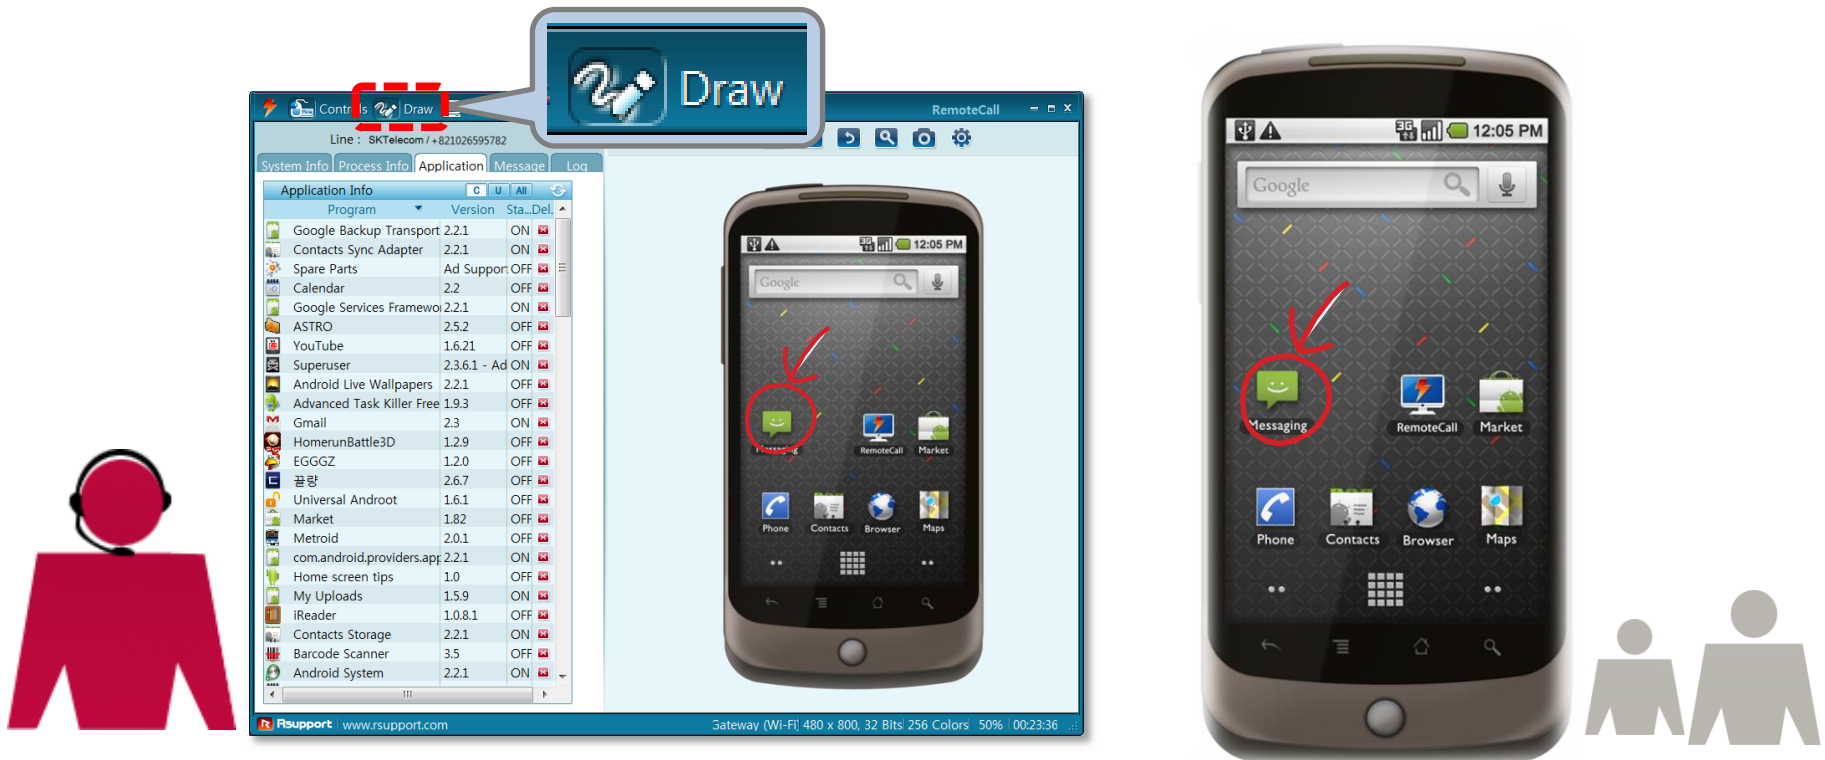 Draw
Controls Draw
RemoteCall
Line : SKTelecom / +821026595782
System Info Process Info Application Message Log
Application Info C U All
Program Version Sta... Del.
Google Backup Transport 2.2.1 ON
Contacts Sync Adapter 2.2.1 ON
Spare Parts Ad Suppor OFF
Calendar 2.2 OFF
Google Services Framewo 2.2.1 ON
ASTRO 2.5.2 OFF
YouTube 1.6.21 OFF
Superuser 2.3.6.1 - Ad ON
Android Live Wallpapers 2.2.1 OFF
Advanced Task Killer Free 1.9.3 OFF
Gmail 2.3 ON
HomerunBattle3D 1.2.9 OFF
EGGGZ 1.2.0 OFF
끌량 2.6.7 OFF
Universal Androot 1.6.1 OFF
Market 1.82 OFF
Metroid 2.0.1 OFF
com.android.providers.app 2.2.1 ON
Home screen tips 1.0 OFF
My Uploads 1.5.9 ON
iReader 1.0.8.1 OFF
Contacts Storage 2.2.1 ON
Barcode Scanner 3.5 OFF
Android System 2.2.1 ON
Rsupport www.rsupport.com
Gateway (Wi-Fi) 480 x 800, 32 Bits 256 Colors 50% 00:23:36
3G 12:05 PM
Google
Messaging RemoteCall Market
Phone Contacts Browser Maps
3G 12:05 PM
Google
Messaging RemoteCall Market
Phone Contacts Browser Maps